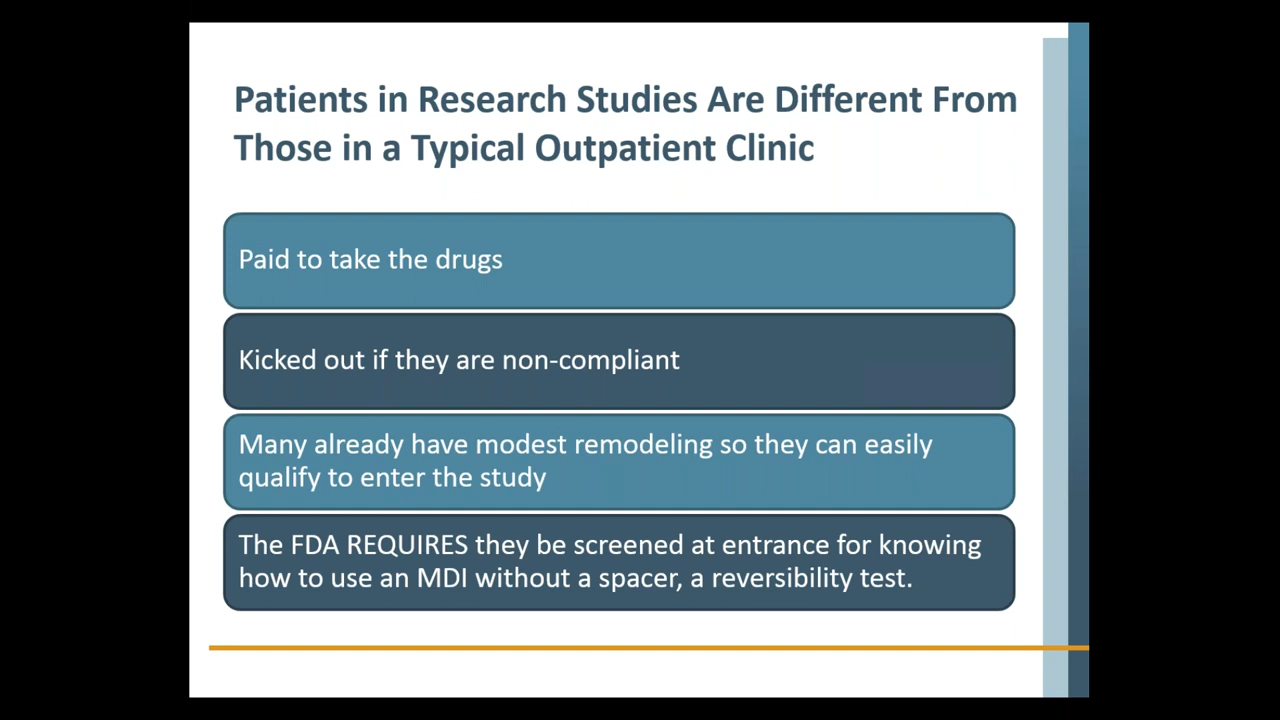 Patients in Research Studies Are Different From
Those in a Typical Outpatient Clinic
Paid to take the drugs
Kicked out if they are non-compliant
Many already have modest remodeling so they can easily
qualify to enter the study
The FDA REQUIRES they be screened at entrance for knowing
how to use an MDI without a spacer, a reversibility test.